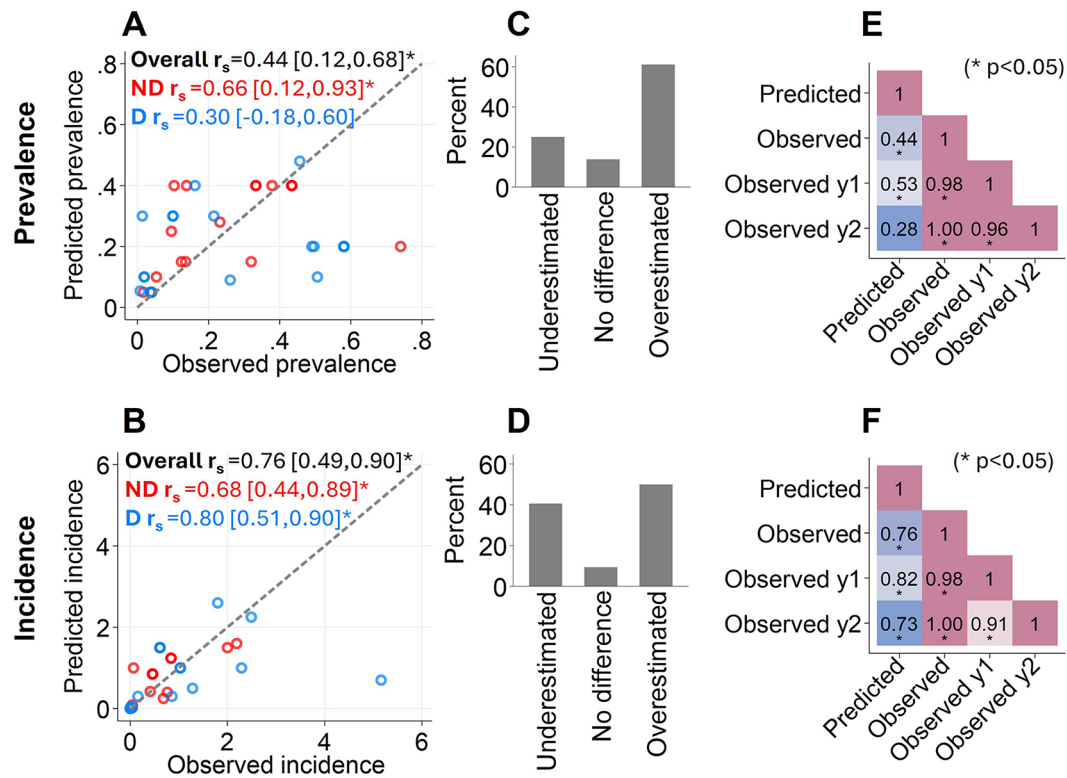 A
Prevalence
Predicted prevalence
.8
.6
.4
.2
0
Overall rs=0.44 [0.12,0.68]*
ND rs=0.66 [0.12,0.93]*
D rs=0.30 [-0.18,0.60]
0 .2 .4 .6 .8
Observed prevalence
C
Percent
60
40
20
0
Underestimated
No difference
Overestimated
E
(* p<0.05)
Predicted 1
Observed 0.44* 1
Observed y1 0.53* 0.98* 1
Observed y2 0.28 1.00* 0.96* 1
Predicted
Observed
Observed y1
Observed y2
B
Incidence
Predicted incidence
6
4
2
0
Overall rs=0.76 [0.49,0.90]*
ND rs=0.68 [0.44,0.89]*
D rs=0.80 [0.51,0.90]*
0 2 4 6
Observed incidence
D
Percent
60
40
20
0
Underestimated
No difference
Overestimated
F
(* p<0.05)
Predicted 1
Observed 0.76* 1
Observed y1 0.82* 0.98* 1
Observed y2 0.73* 1.00* 0.91* 1
Predicted
Observed
Observed y1
Observed y2